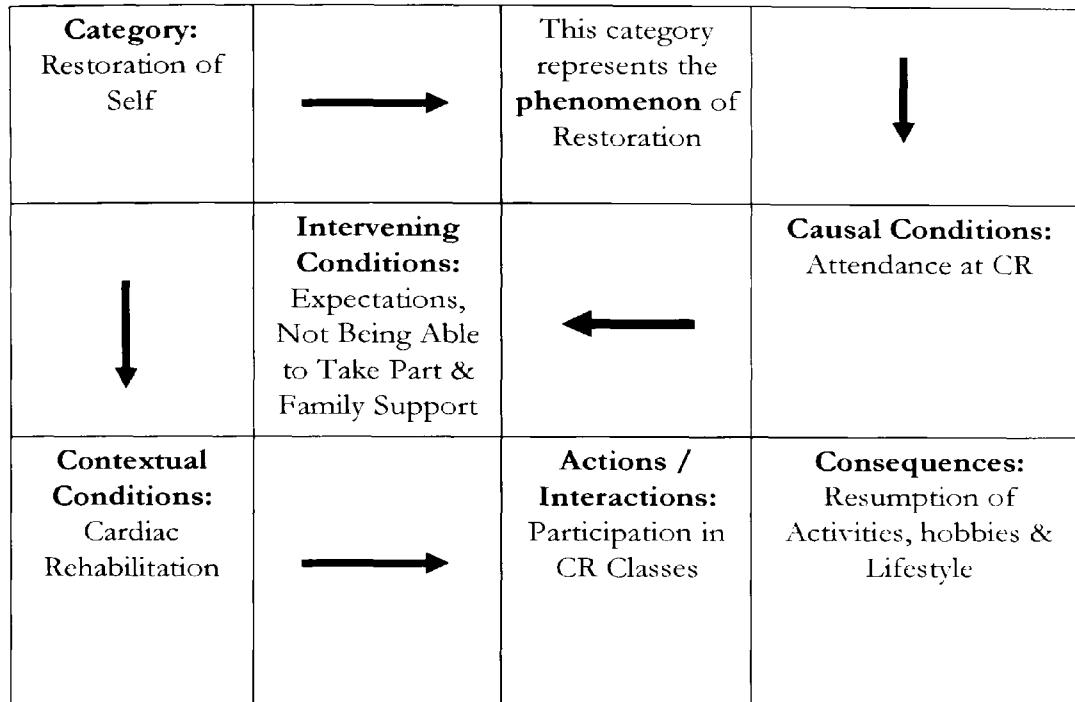 Category:
Restoration of
Self
This category
represents the
phenomenon of
Restoration
Intervening
Conditions:
Expectations,
Not Being Able
to Take Part &
Family Support
Causal Conditions:
Attendance at CR
Contextual
Conditions:
Cardiac
Rehabilitation
Actions /
Interactions:
Participation in
CR Classes
Consequences:
Resumption of
Activities, hobbies &
Lifestyle